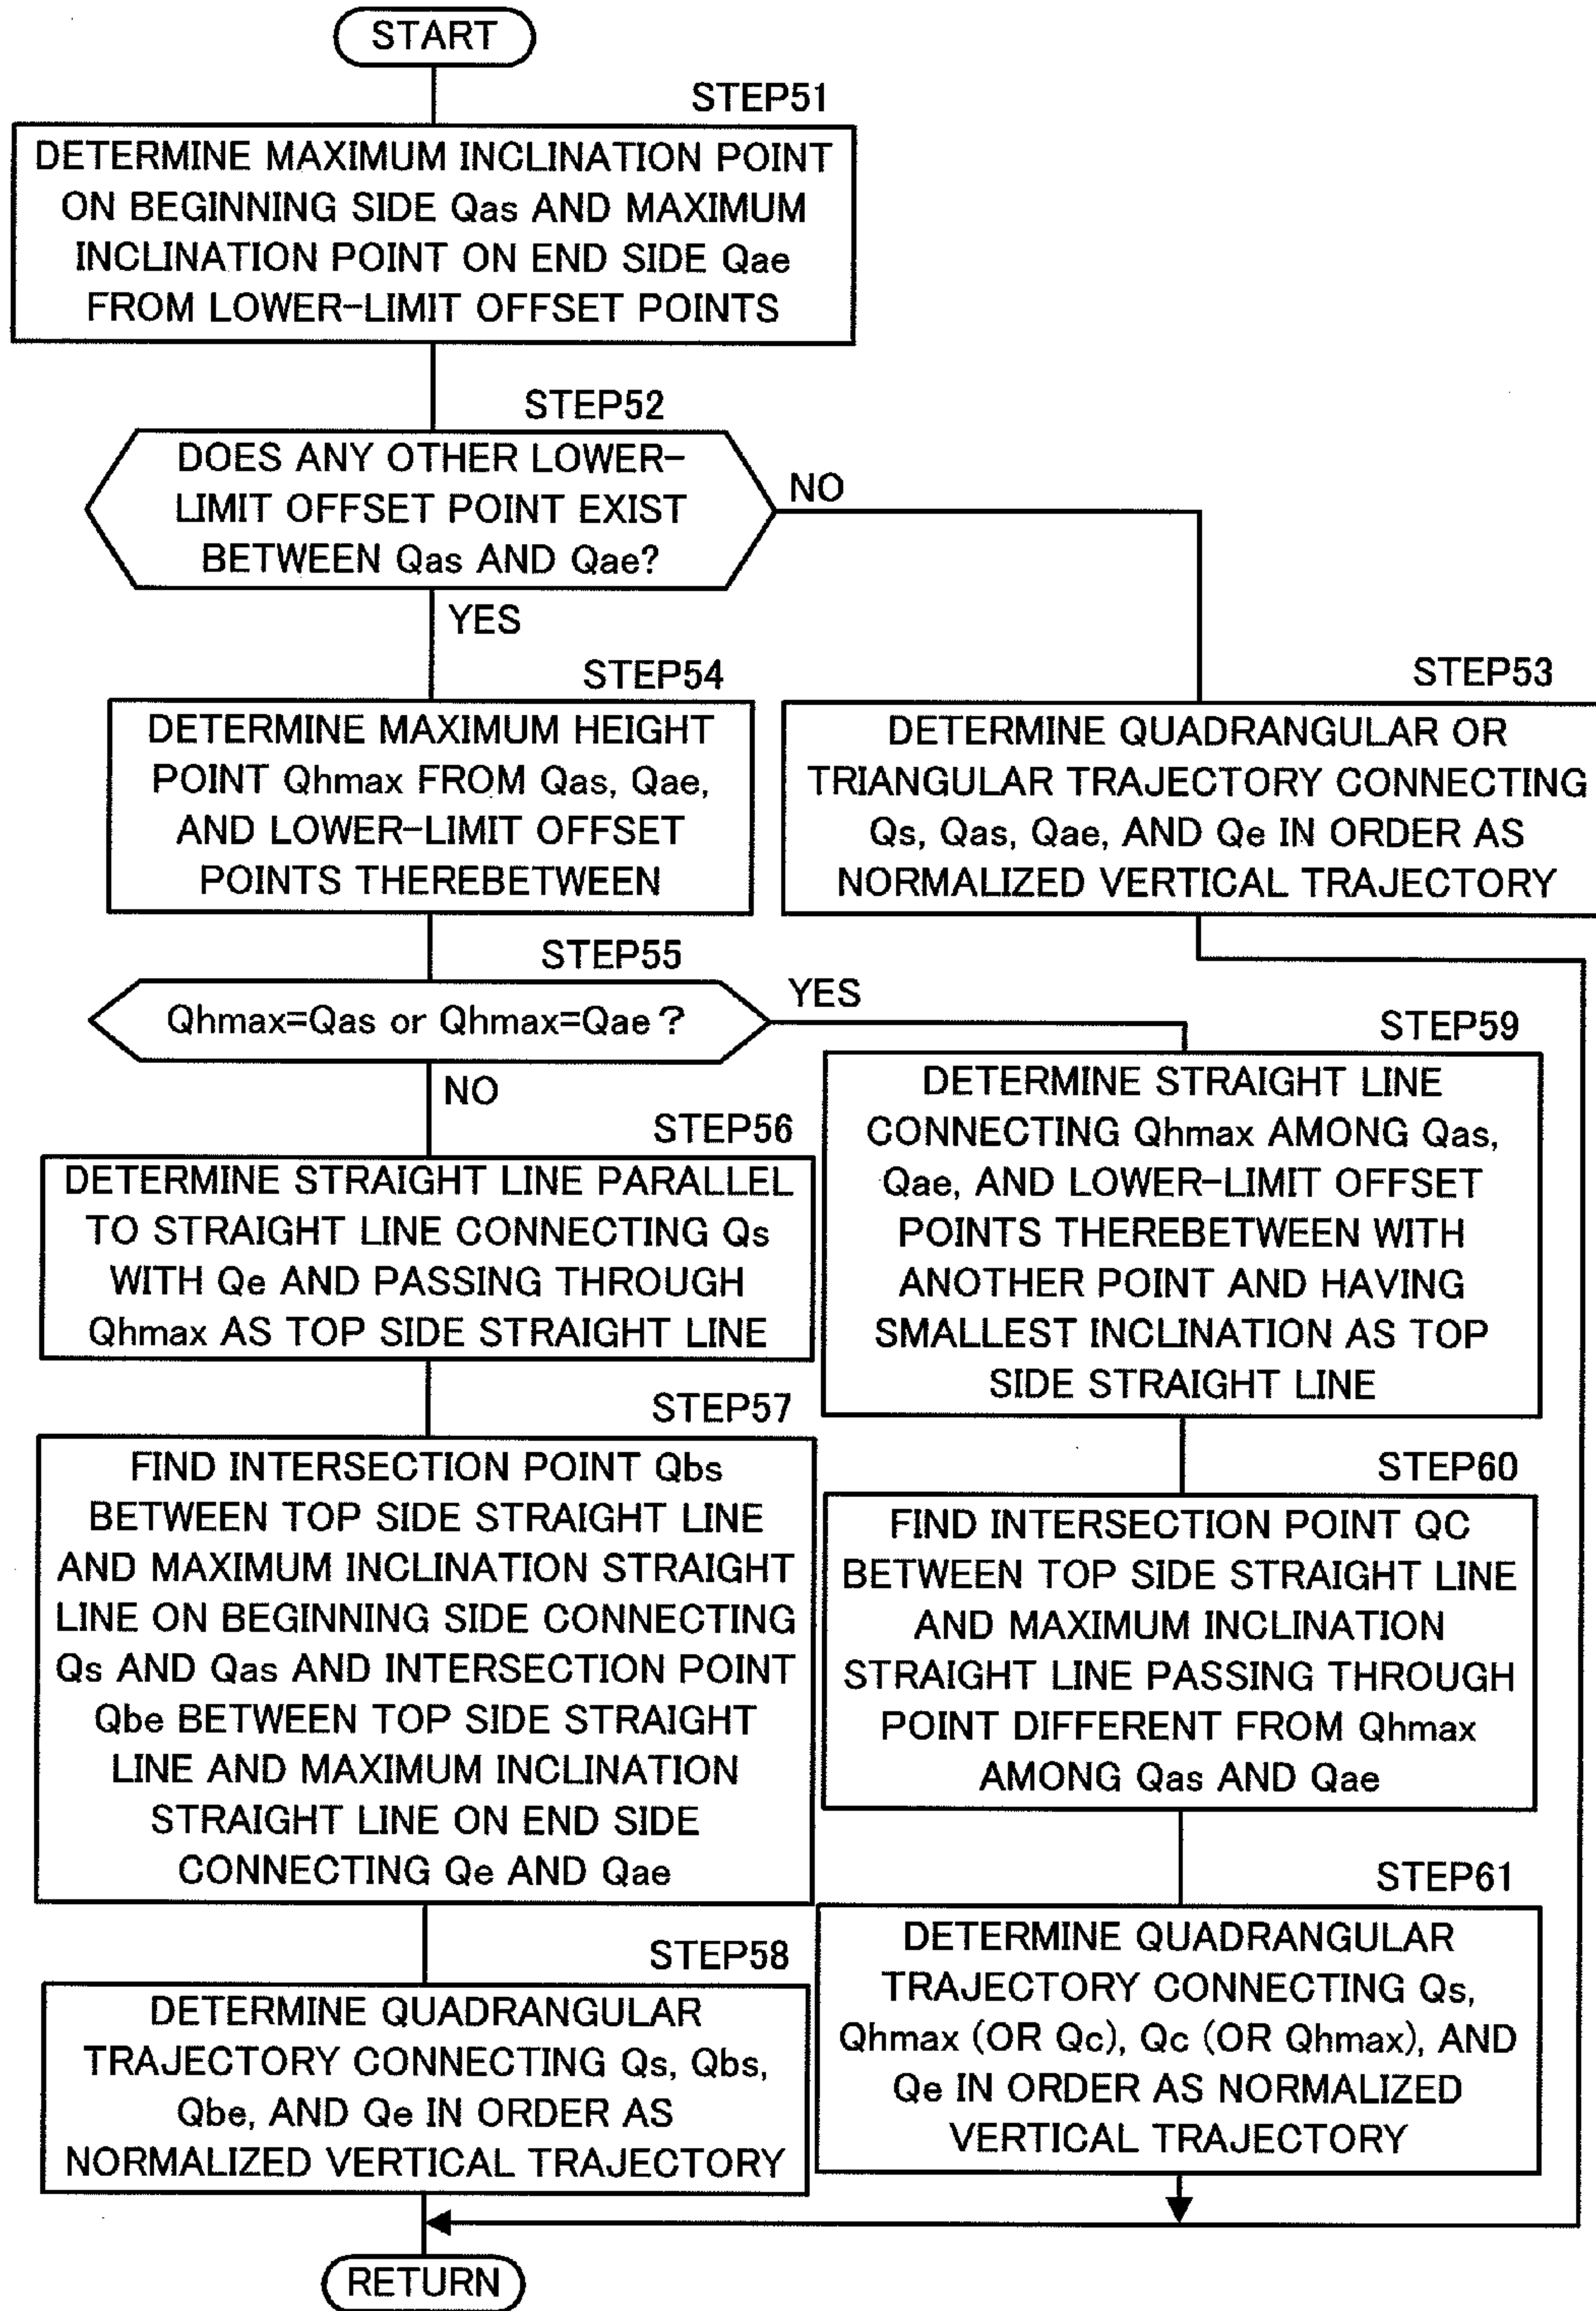 START
STEP51
DETERMINE MAXIMUM INCLINATION POINT
ON BEGINNING SIDE Qas AND MAXIMUM
INCLINATION POINT ON END SIDE Qae
FROM LOWER-LIMIT OFFSET POINTS
STEP52
DOES ANY OTHER LOWER-
LIMIT OFFSET POINT EXIST
BETWEEN Qas AND Qae?
NO
YES
STEP54
DETERMINE MAXIMUM HEIGHT
POINT Qhmax FROM Qas, Qae,
AND LOWER-LIMIT OFFSET
POINTS THEREBETWEEN
STEP53
DETERMINE QUADRANGULAR OR
TRIANGULAR TRAJECTORY CONNECTING
Qs, Qas, Qae, AND Qe IN ORDER AS
NORMALIZED VERTICAL TRAJECTORY
STEP55
Qhmax=Qas or Qhmax=Qae ?
YES
NO
STEP56
DETERMINE STRAIGHT LINE PARALLEL
TO STRAIGHT LINE CONNECTING Qs
WITH Qe AND PASSING THROUGH
Qhmax AS TOP SIDE STRAIGHT LINE
STEP57
FIND INTERSECTION POINT Qbs
BETWEEN TOP SIDE STRAIGHT LINE
AND MAXIMUM INCLINATION STRAIGHT
LINE ON BEGINNING SIDE CONNECTING
Qs AND Qas AND INTERSECTION POINT
Qbe BETWEEN TOP SIDE STRAIGHT
LINE AND MAXIMUM INCLINATION
STRAIGHT LINE ON END SIDE
CONNECTING Qe AND Qae
STEP58
DETERMINE QUADRANGULAR
TRAJECTORY CONNECTING Qs, Qbs,
Qbe, AND Qe IN ORDER AS
NORMALIZED VERTICAL TRAJECTORY
STEP59
DETERMINE STRAIGHT LINE
CONNECTING Qhmax AMONG Qas,
Qae, AND LOWER-LIMIT OFFSET
POINTS THEREBETWEEN WITH
ANOTHER POINT AND HAVING
SMALLEST INCLINATION AS TOP
SIDE STRAIGHT LINE
STEP60
FIND INTERSECTION POINT QC
BETWEEN TOP SIDE STRAIGHT LINE
AND MAXIMUM INCLINATION
STRAIGHT LINE PASSING THROUGH
POINT DIFFERENT FROM Qhmax
AMONG Qas AND Qae
STEP61
DETERMINE QUADRANGULAR
TRAJECTORY CONNECTING Qs,
Qhmax (OR Qc), Qc (OR Qhmax), AND
Qe IN ORDER AS NORMALIZED
VERTICAL TRAJECTORY
RETURN